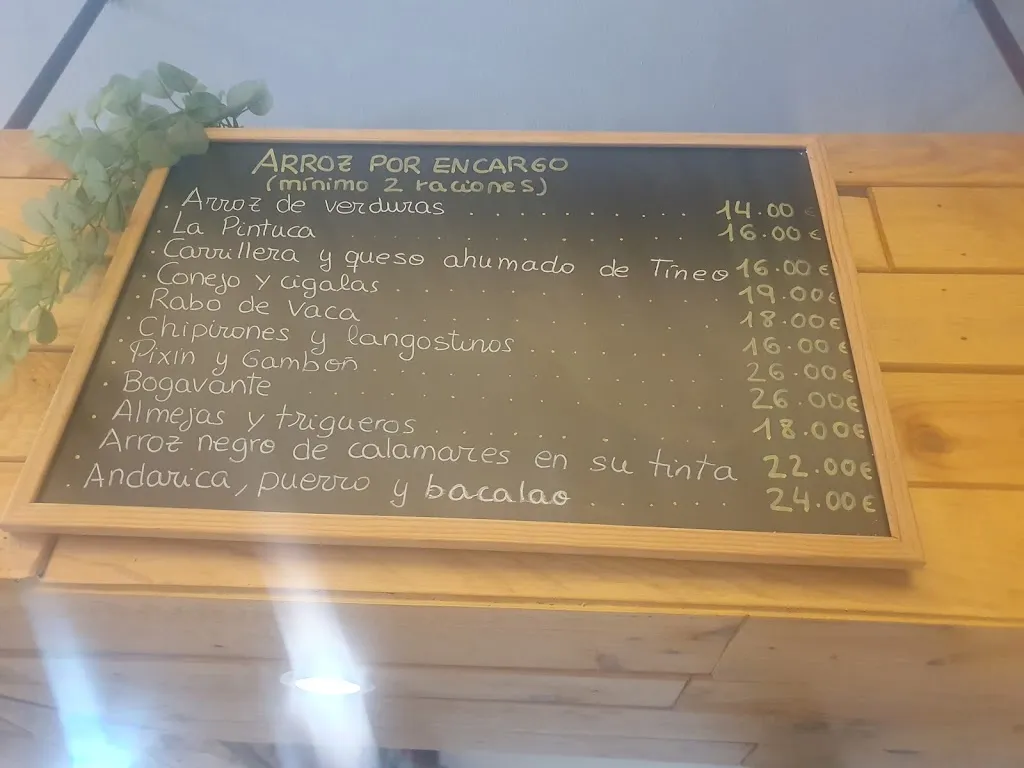 ARROZ POR ENCARGO
(mínimo 2 raciones)
. Arroz de verduras . . . . . . . . . . 14.00 €
. La Pintuca . . . . . . . . . . 16.00 €
. Carrillera y queso ahumado de Tineo 16.00 €
. Conejo y cigalas . . . . . . . . . . 19.00€
. Rabo de vaca . . . . . . . . . . 18.00€
. Chipirones y langostinos . . . . . . . 16.00 €
. Pixín y Gambón . . . . . . . . . . 26.00€
. Bogavante . . . . . . . . . . 26.00€
. Almejas y trigueros . . . . . . . . . 18.00€
. Arroz negro de calamares en su tinta 22.00€
. Andarica, puerro y bacalao . . . . . . 24.00€